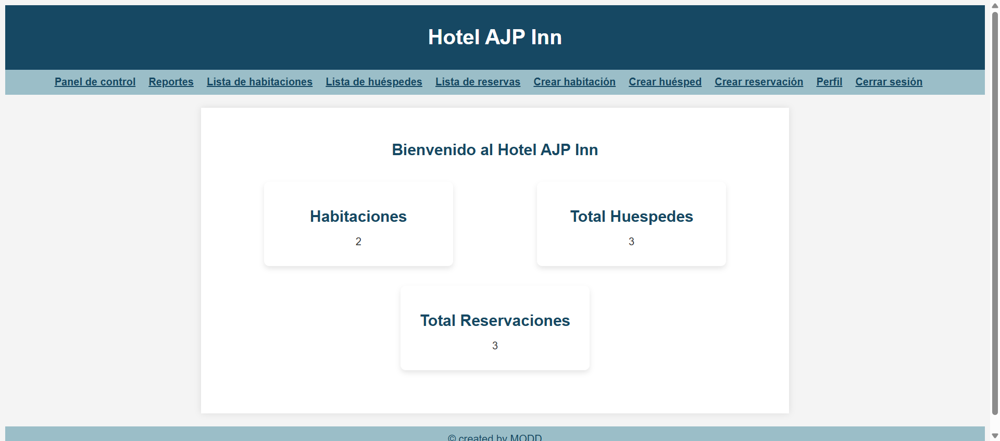 Hotel AJP Inn
Panel de control Reportes Lista de habitaciones Lista de huéspedes Lista de reservas Crear habitación Crear huésped Crear reservación Perfil Cerrar sesión
Bienvenido al Hotel AJP Inn
Habitaciones
2
Total Huespedes
3
Total Reservaciones
3
© created by MODD